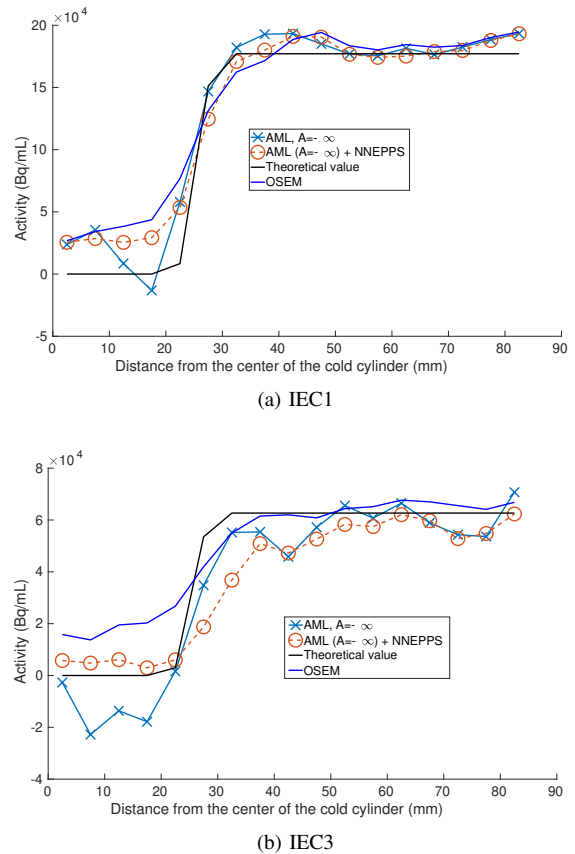 ×10⁴
20
15
10
5
0
-5
Activity (Bq/mL)
AML, A=- ∞
AML (A=- ∞) + NNEPPS
Theoretical value
OSEM
0 10 20 30 40 50 60 70 80 90
Distance from the center of the cold cylinder (mm)
(a) IEC1
×10⁴
8
6
4
2
0
-2
-4
Activity (Bq/mL)
AML, A=- ∞
AML (A=- ∞) + NNEPPS
Theoretical value
OSEM
0 10 20 30 40 50 60 70 80 90
Distance from the center of the cold cylinder (mm)
(b) IEC3